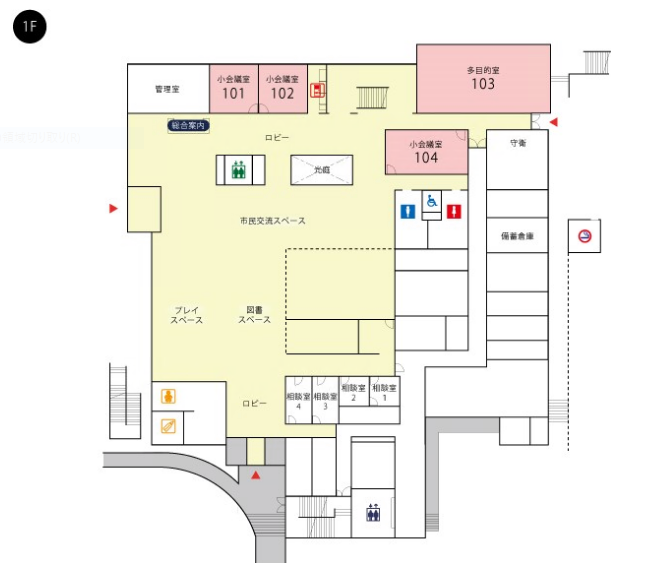 1F
管理室
小会議室
101
小会議室
102
多目的室
103
総合案内
ロビー
小会議室
104
守衛
光庭
市民交流スペース
備蓄倉庫
プレイ
スペース
図書
スペース
ロビー
相談室
4
相談室
3
相談室
2
相談室
1